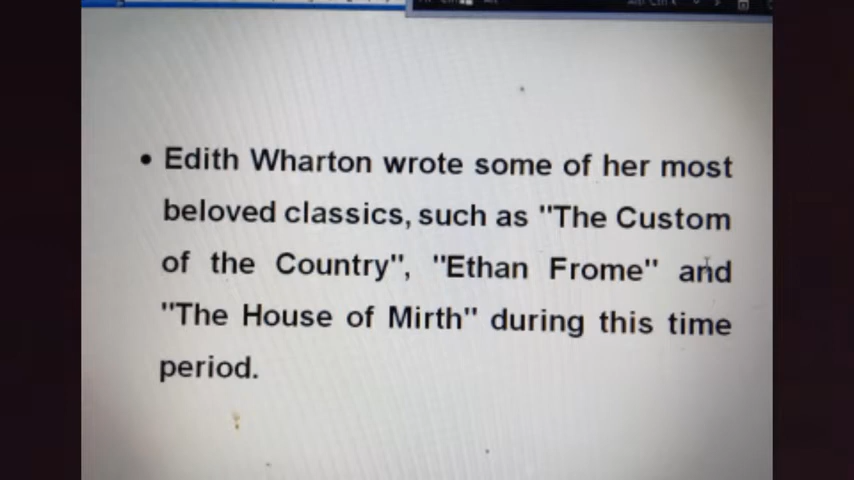 • Edith Wharton wrote some of her most
beloved classics, such as "The Custom
of the Country", "Ethan Frome" and
"The House of Mirth" during this time
period.